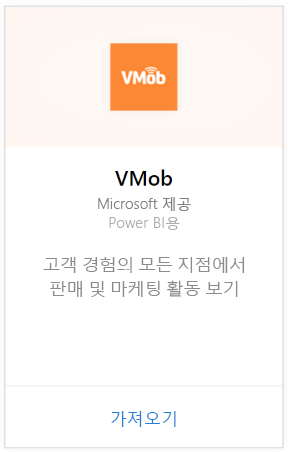 VMob
VMob
Microsoft 제공
Power BI용
고객 경험의 모든 지점에서
판매 및 마케팅 활동 보기
가져오기